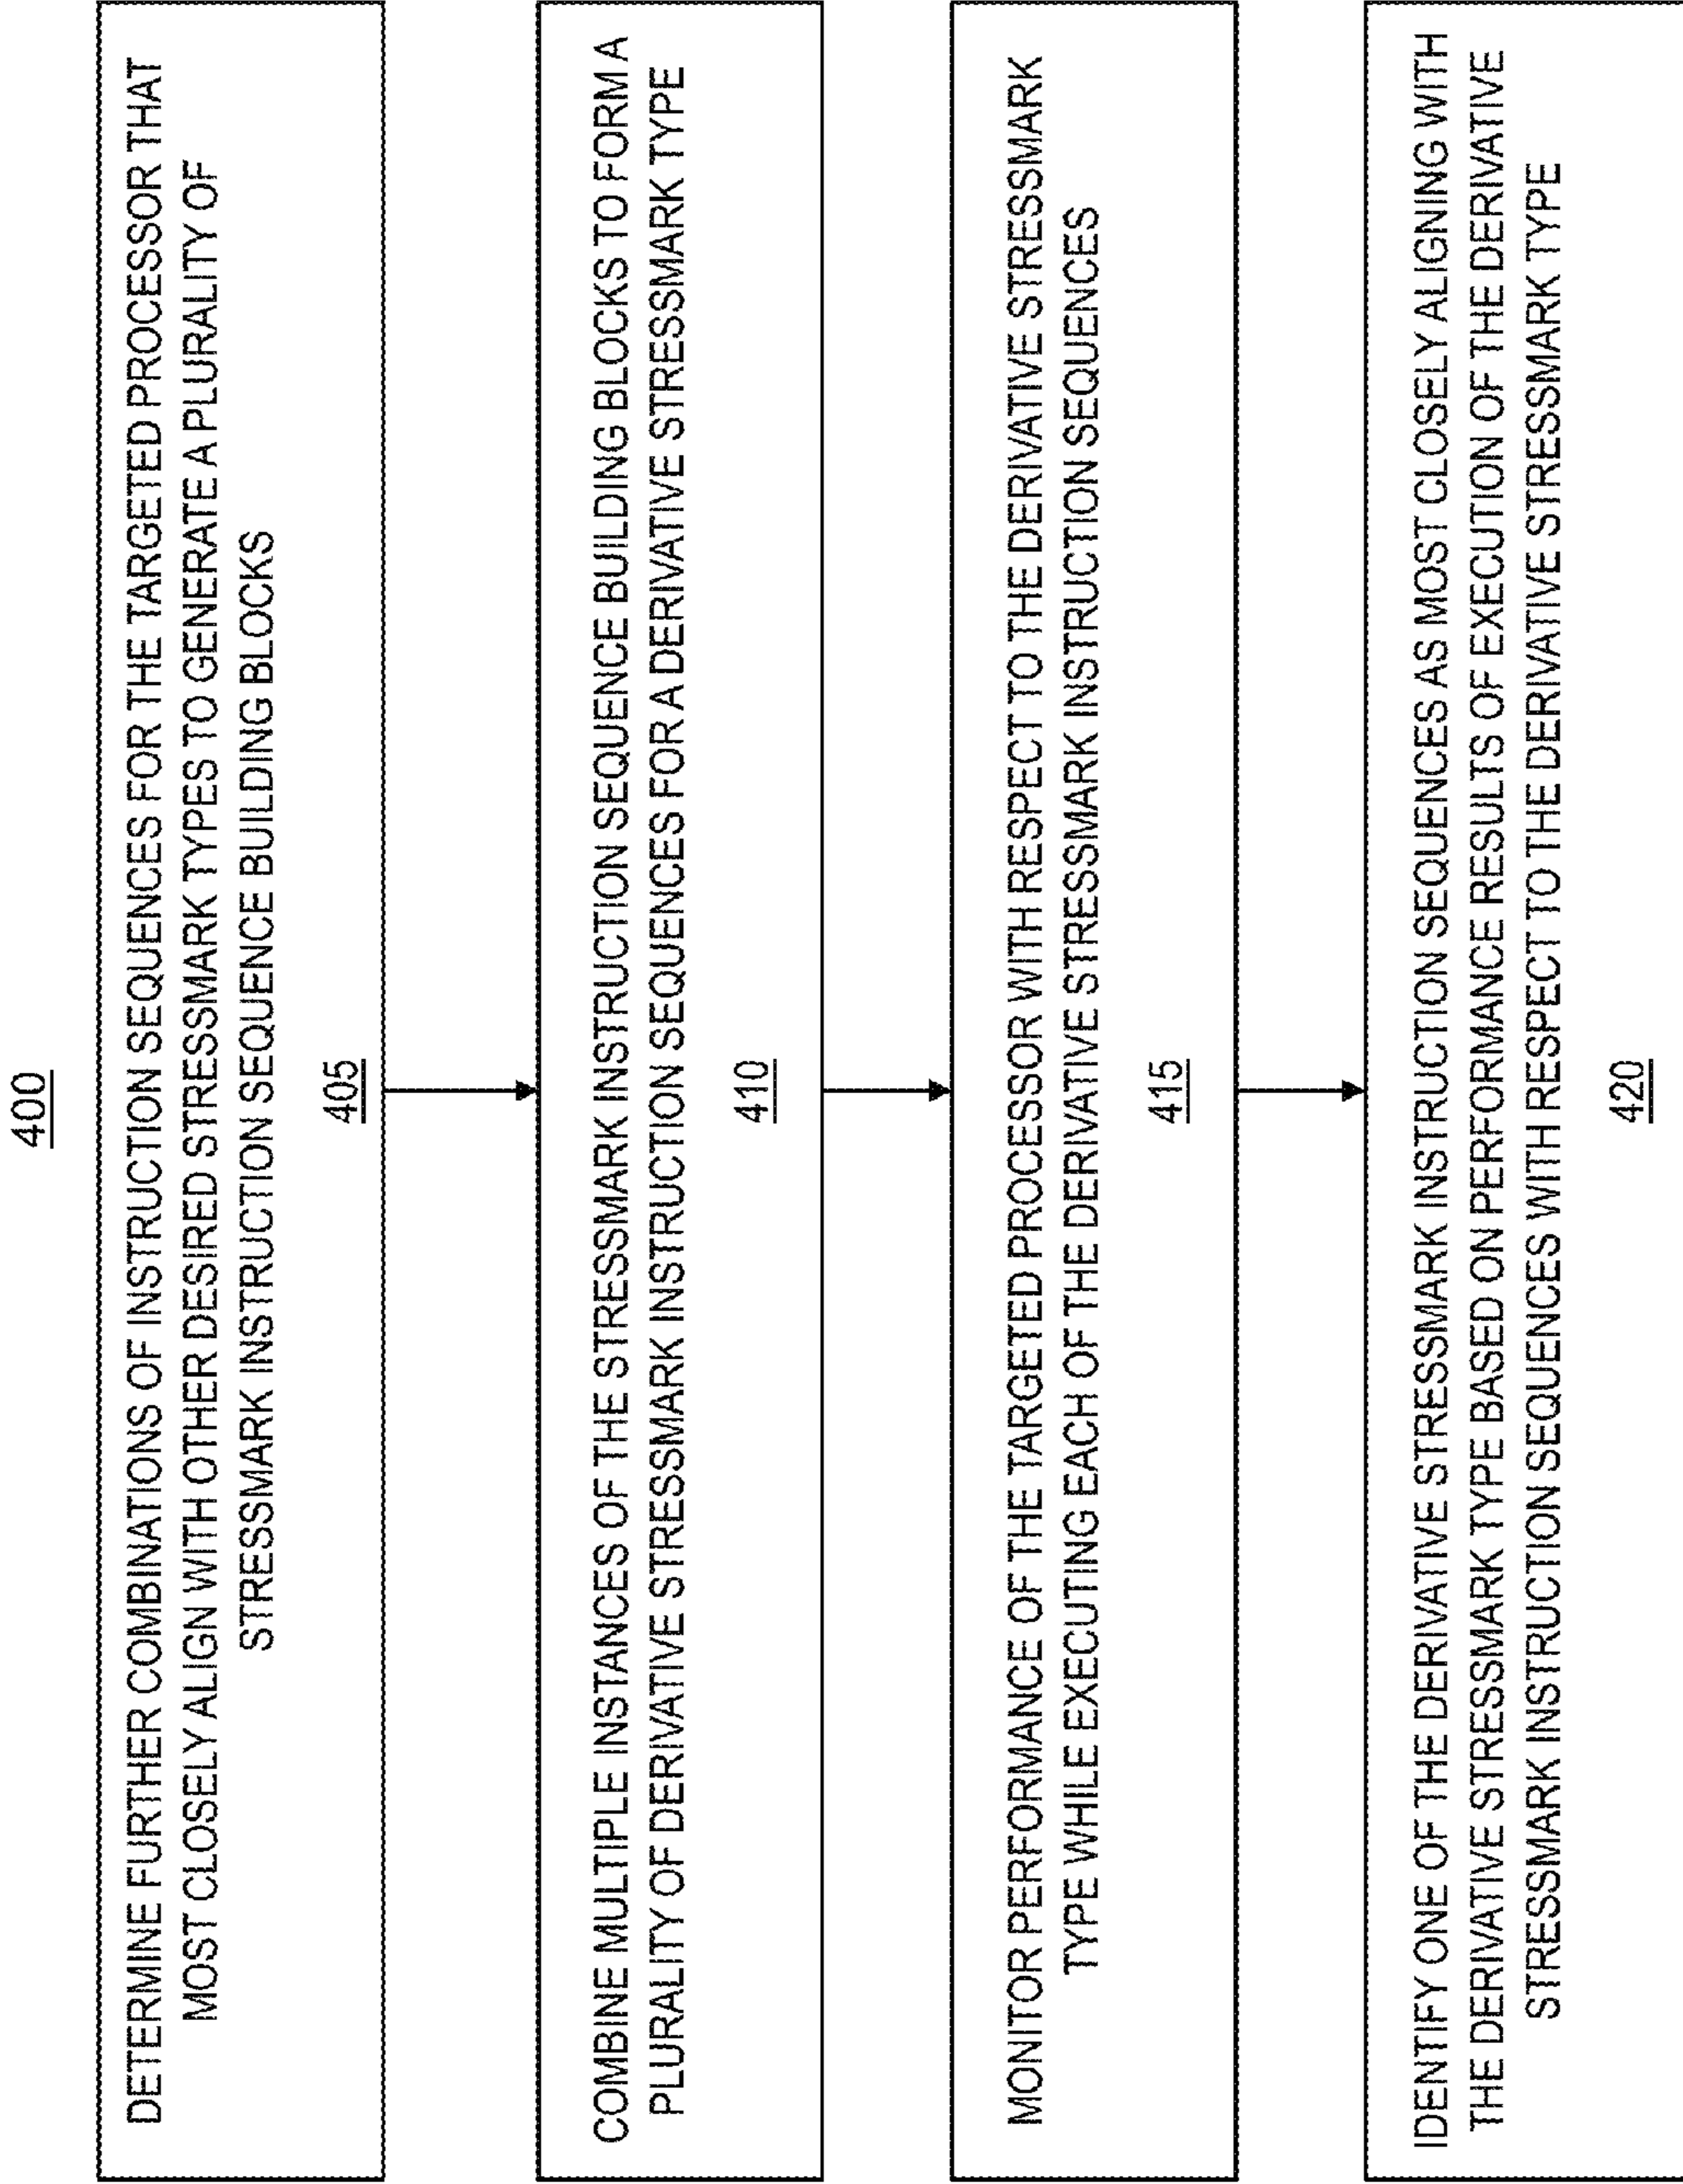 400
DETERMINE FURTHER COMBINATIONS OF INSTRUCTION SEQUENCES FOR THE TARGETED PROCESSOR THAT
MOST CLOSELY ALIGN WITH OTHER DESIRED STRESSMARK TYPES TO GENERATE A PLURALITY OF
STRESSMARK INSTRUCTION SEQUENCE BUILDING BLOCKS
405
COMBINE MULTIPLE INSTANCES OF THE STRESSMARK INSTRUCTION SEQUENCE BUILDING BLOCKS TO FORM A
PLURALITY OF DERIVATIVE STRESSMARK INSTRUCTION SEQUENCES FOR A DERIVATIVE STRESSMARK TYPE
410
MONITOR PERFORMANCE OF THE TARGETED PROCESSOR WITH RESPECT TO THE DERIVATIVE STRESSMARK
TYPE WHILE EXECUTING EACH OF THE DERIVATIVE STRESSMARK INSTRUCTION SEQUENCES
415
IDENTIFY ONE OF THE DERIVATIVE STRESSMARK INSTRUCTION SEQUENCES AS MOST CLOSELY ALIGNING WITH
THE DERIVATIVE STRESSMARK TYPE BASED ON PERFORMANCE RESULTS OF EXECUTION OF THE DERIVATIVE
STRESSMARK INSTRUCTION SEQUENCES WITH RESPECT TO THE DERIVATIVE STRESSMARK TYPE
420